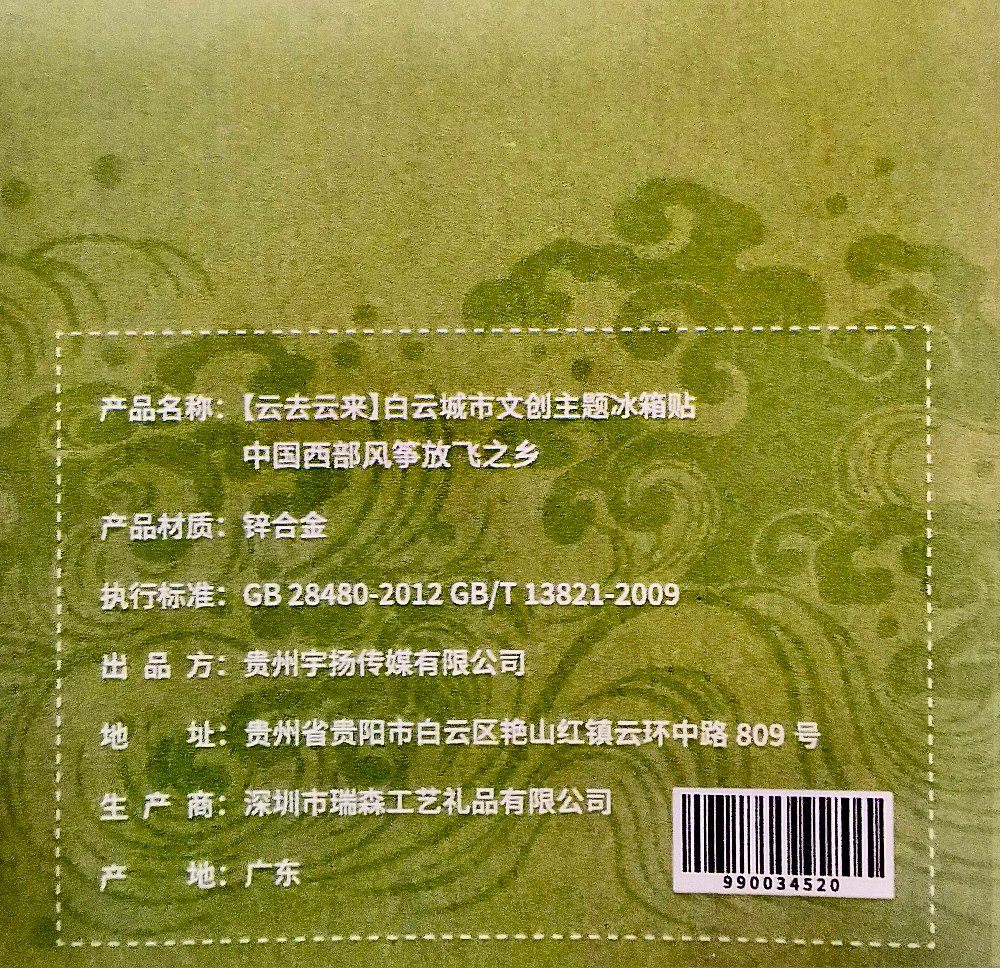 产品名称：【云去云来】白云城市文创主题冰箱贴
中国西部风筝放飞之乡
产品材质：锌合金
执行标准：GB 28480-2012 GB/T 13821-2009
出品方：贵州宇扬传媒有限公司
地址：贵州省贵阳市白云区艳山红镇云环中路 809 号
生产商：深圳市瑞森工艺礼品有限公司
产地：广东
990034520